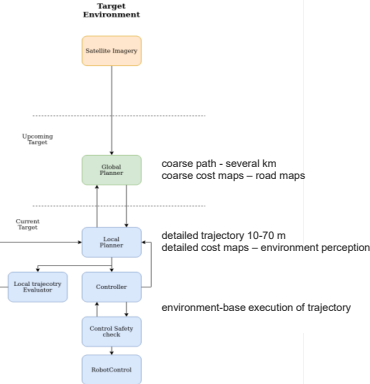 Target
Environment
Satellite Imagery
Upcoming
Target
Global
Planner
coarse path - several km
coarse cost maps – road maps
Current
Target
Local
Planner
detailed trajectory 10-70 m
detailed cost maps – environment perception
Local trajecotry
Evaluator
Controller
environment-base execution of trajectory
Control Safety
check
RobotControl